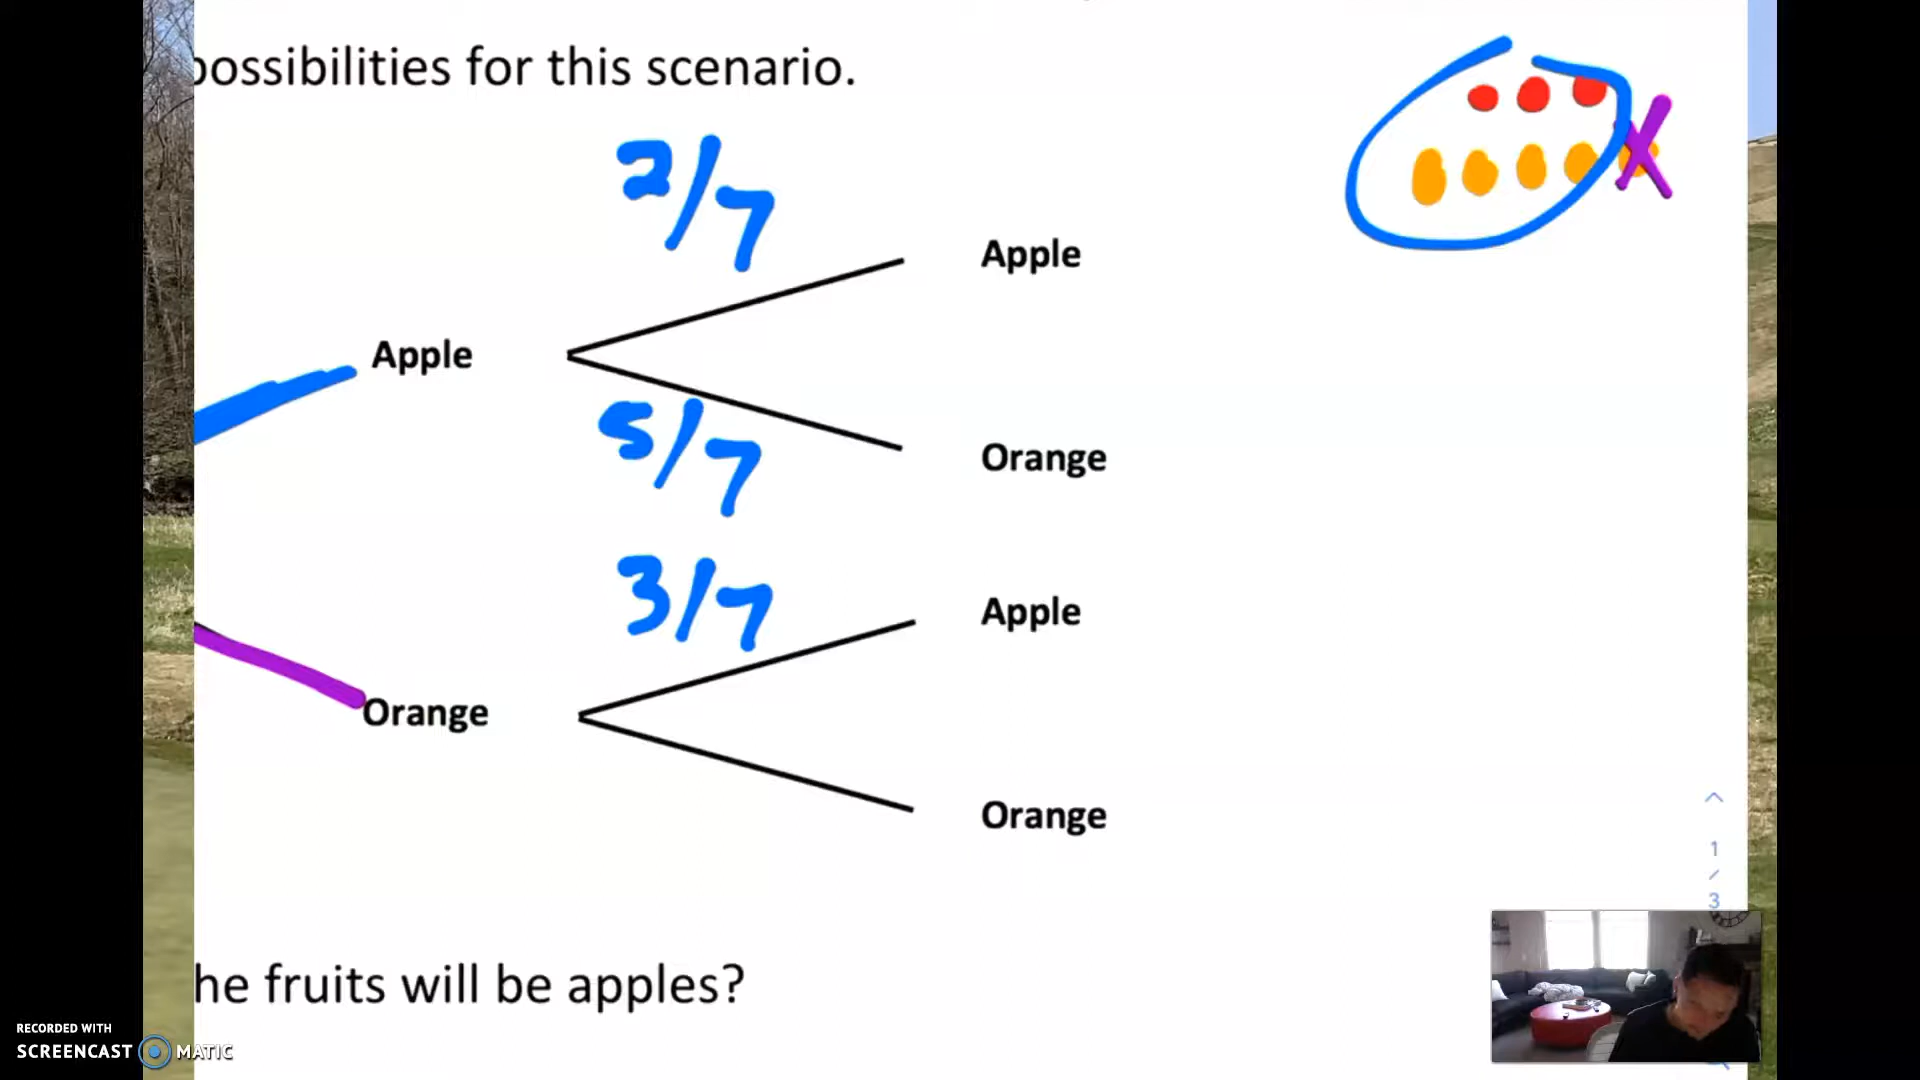 possibilities for this scenario.
2/7
Apple
Apple
5/7
Orange
3/7
Apple
Orange
Orange
1
/
3
he fruits will be apples?
RECORDED WITH
SCREENCAST MATIC